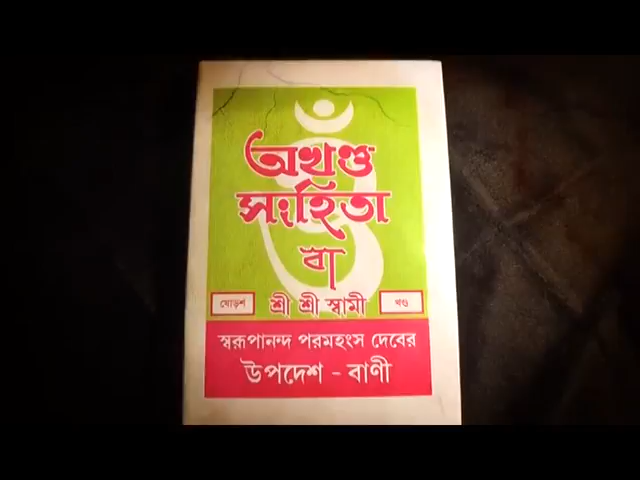 অখণ্ড
সংহিতা
বা
ষোড়শ শ্রী শ্রী স্বামী খণ্ড
স্বরূপানন্দ পরমহংস দেবের
উপদেশ - বাণী